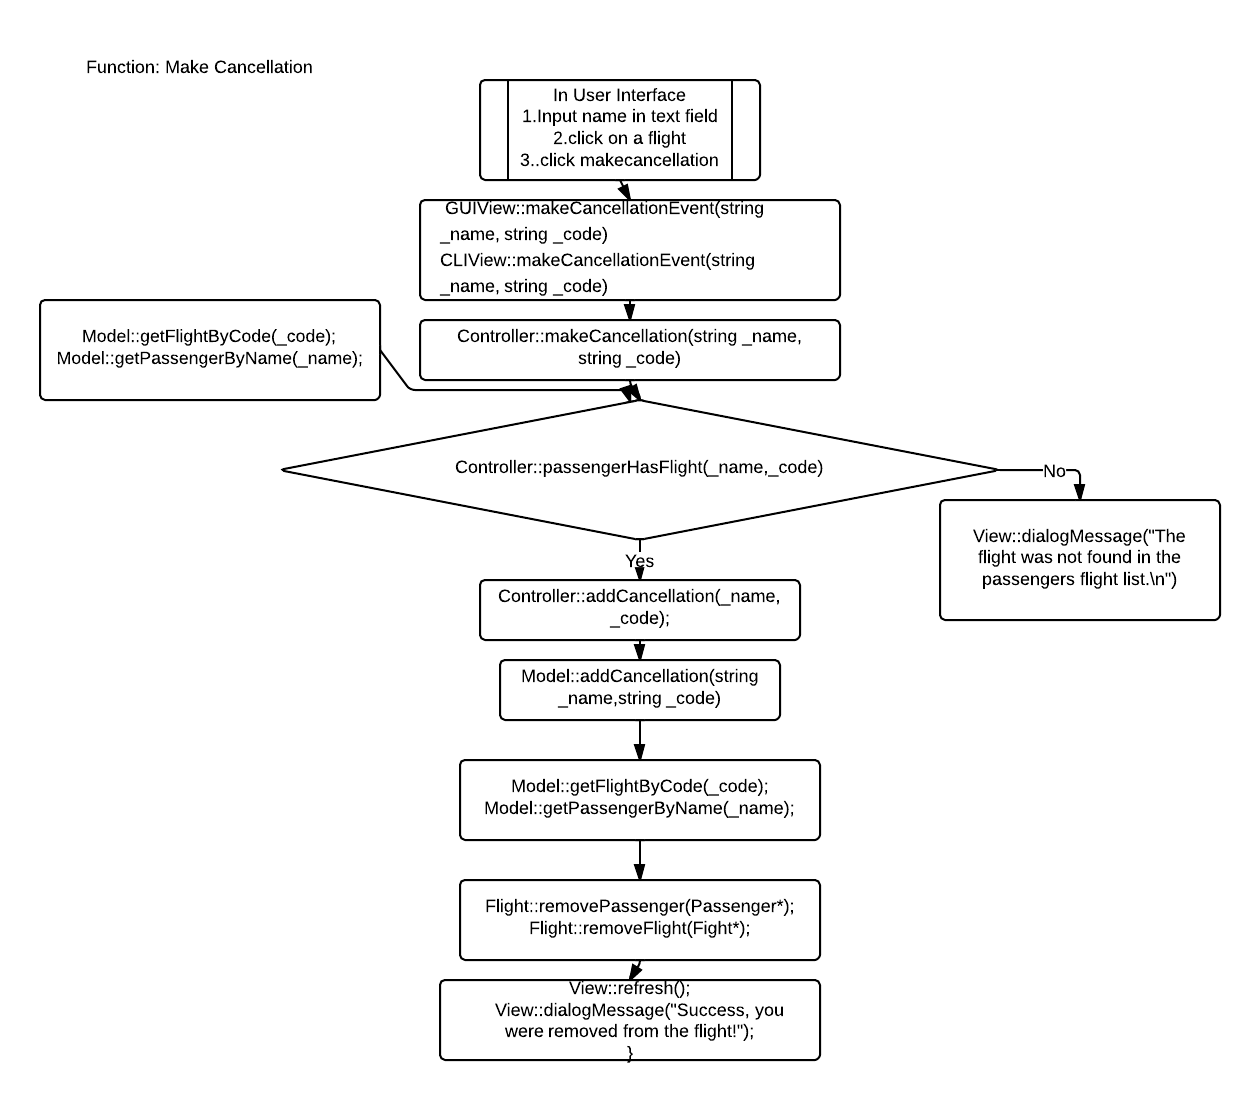 Function: Make Cancellation
In User Interface
1.Input name in text field
2.click on a flight
3..click makecancellation
GUIView::makeCancellationEvent(string
_name, string _code)
CLIView::makeCancellationEvent(string
_name, string _code)
Model::getFlightByCode(_code);
Model::getPassengerByName(_name);
Controller::makeCancellation(string _name,
string _code)
Controller::passengerHasFlight(_name,_code)
No
View::dialogMessage("The
flight was not found in the
passengers flight list.\n")
Yes
Controller::addCancellation(_name,
_code);
Model::addCancellation(string
_name,string _code)
Model::getFlightByCode(_code);
Model::getPassengerByName(_name);
Flight::removePassenger(Passenger*);
Flight::removeFlight(Fight*);
View::refresh();
View::dialogMessage("Success, you
were removed from the flight!");
}